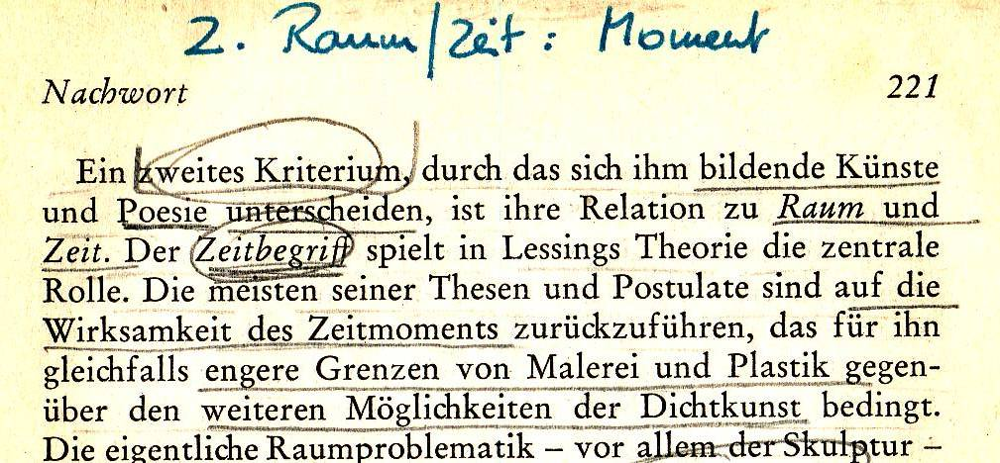 2. Raum/Zeit: Moment
Nachwort 221
Ein zweites Kriterium, durch das sich ihm bildende Künste
und Poesie unterscheiden, ist ihre Relation zu Raum und
Zeit. Der Zeitbegriff spielt in Lessings Theorie die zentrale
Rolle. Die meisten seiner Thesen und Postulate sind auf die
Wirksamkeit des Zeitmoments zurückzuführen, das für ihn
gleichfalls engere Grenzen von Malerei und Plastik gegen-
über den weiteren Möglichkeiten der Dichtkunst bedingt.
Die eigentliche Raumproblematik – vor allem der Skulptur –